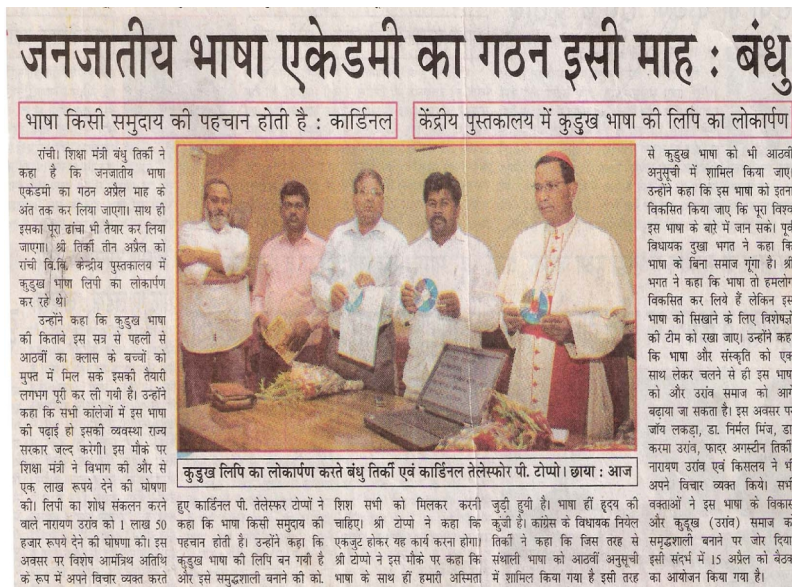 जनजातीय भाषा एकेडमी का गठन इसी माह : बंधु
भाषा किसी समुदाय की पहचान होती है : कार्डिनल
केंद्रीय पुस्तकालय में कुडुख भाषा की लिपि का लोकार्पण
रांची। शिक्षा मंत्री बंधु तिर्की ने
कहा है कि जनजातीय भाषा
एकेडमी का गठन अप्रैल माह के
अंत तक कर लिया जाएगा। साथ ही
इसका पूरा ढांचा भी तैयार कर लिया
जाएगा। श्री तिर्की तीन अप्रैल को
रांची वि.वि. केन्द्रीय पुस्तकालय में
कुडुख भाषा लिपि का लोकार्पण
कर रहे थे।
उन्होंने कहा कि कुडुख भाषा
की किताबे इस सत्र से पहली से
आठवीं का क्लास के बच्चों को
मुफ्त में मिल सके इसकी तैयारी
लगभग पूरी कर ली गयी है। उन्होंने
कहा कि सभी कॉलेजों में इस भाषा
की पढ़ाई हो इसकी व्यवस्था राज्य
सरकार जल्द करेगी। इस मौके पर
शिक्षा मंत्री ने विभाग की और से
एक लाख रूपये देने की घोषणा
की। लिपि का शोध संकलन करने
वाले नारायण उरांव को 1 लाख 50
हजार रूपये देने की घोषणा की। इस
अवसर पर विशेष आमंत्रिथ अतिथि
के रूप में अपने विचार व्यक्त करते
कुडुख लिपि का लोकार्पण करते बंधु तिर्की एवं कार्डिनल तेलेस्फोर पी. टोप्पो। छाया : आज
हुए कार्डिनल पी. तेलेस्फर टोप्पों ने
कहा कि भाषा किसी समुदाय की
पहचान होती है। उन्होंने कहा कि
कुडुख भाषा की लिपि बन गयी है
और इसे समुद्धशाली बनाने की को.
शिश सभी को मिलकर करनी
चाहिए। श्री टोप्पो ने कहा कि
एकजुट होकर यह कार्य करना होगा।
श्री टोप्पो ने इस मौके पर कहा कि
भाषा के साथ हीं हमारी अस्मिता
जुड़ी हुयी है। भाषा हीं हृदय की
कुंजी है। कांग्रेस के विधायक नियेल
तिर्की ने कहा कि जिस तरह से
संथाली भाषा को आठवीं अनुसूची
में शामिल किया गया है इसी तरह
से कुडुख भाषा को भी आठवीं
अनुसूची में शामिल किया जाए।
उन्होंने कहा कि इस भाषा को इतना
विकसित किया जाए कि पूरा विश्व
इस भाषा के बारे में जान सके। पूर्व
विधायक दुखा भगत ने कहा कि
भाषा के बिना समाज गूंगा है। श्री
भगत ने कहा कि भाषा तो हमलोग
विकसित कर लिये हैं लेकिन इस
भाषा को सिखाने के लिए विशेषज्ञों
की टीम को रखा जाए। उन्होंने कहा
कि भाषा और संस्कृति को एक
साथ लेकर चलने से ही इस भाषा
को और उरांव समाज को आगे
बढ़ाया जा सकता है। इस अवसर पर
जॉय लकड़ा, डा. निर्मल मिंज, डा.
करमा उरांव, फादर अगस्टीन तिर्की
नारायण उरांव एवं किसलय ने भी
अपने विचार व्यक्त किये। सभी
वक्ताओं ने इस भाषा के विकास
और कुडूख (उरांव) समाज को
समृद्धशाली बनाने पर जोर दिया
इसी संदर्भ में 15 अप्रैल को बैठक
का आयोजन किया गया है।